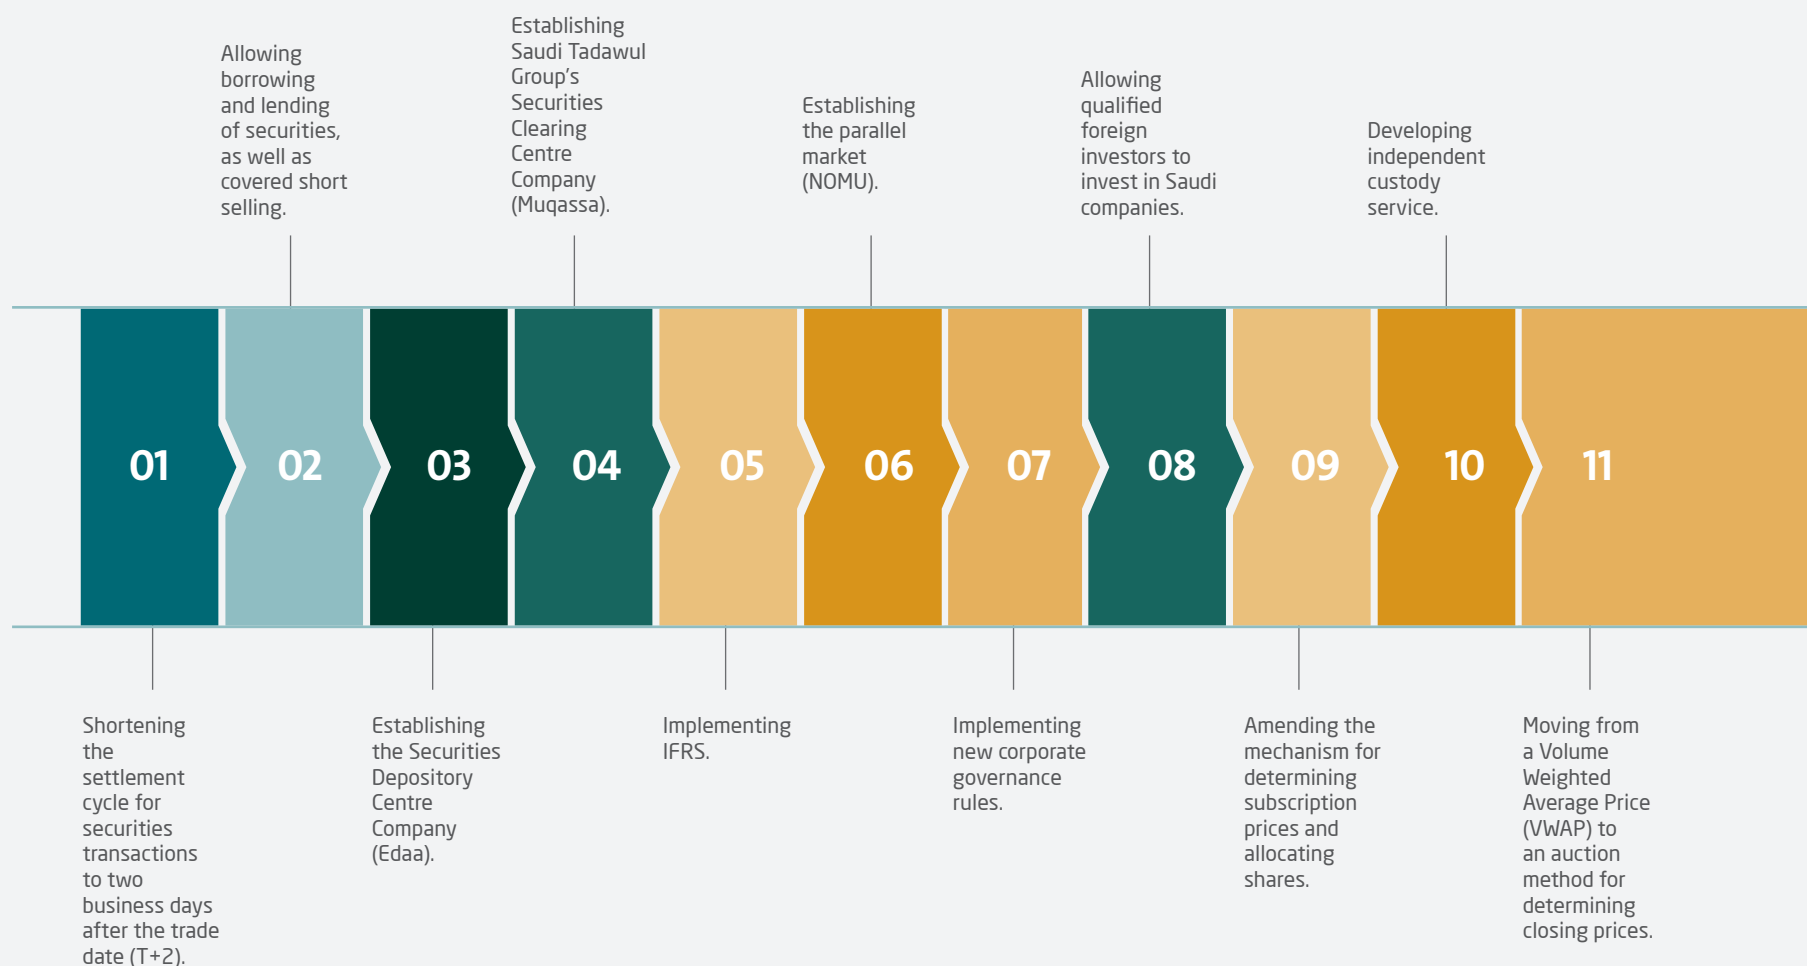 Allowing
borrowing
and lending
of securities,
as well as
covered short
selling.
Establishing
Saudi Tadawul
Group's
Securities
Clearing
Centre
Company
(Muqassa).
Establishing
the parallel
market
(NOMU).
Allowing
qualified
foreign
investors to
invest in Saudi
companies.
Developing
independent
custody
service.
01
02
03
04
05
06
07
08
09
10
11
Shortening
the
settlement
cycle for
securities
transactions
to two
business days
after the trade
date (T+2).
Establishing
the Securities
Depository
Centre
Company
(Edaa).
Implementing
IFRS.
Implementing
new corporate
governance
rules.
Amending the
mechanism for
determining
subscription
prices and
allocating
shares.
Moving from
a Volume
Weighted
Average Price
(VWAP) to
an auction
method for
determining
closing prices.